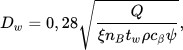 D_w = 0,28 \sqrt{\frac{Q}{\xi n_B t_w \rho c_\beta \psi}},